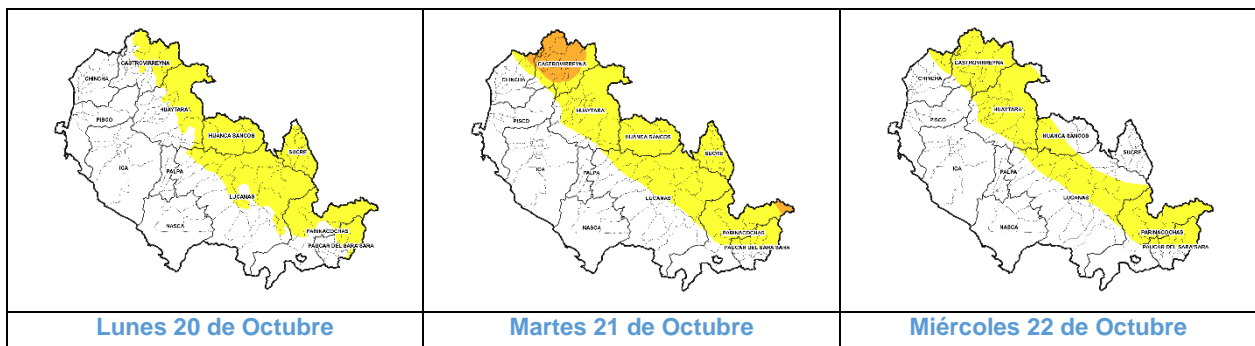 CASTROVIRREYNA
CHINCHA
HUAYTARA
PISCO
HUANCA SANCOS
SUCRE
ICA
PALPA
LUCANAS
NASCA
PARINACOCHAS
PAUCAR DEL SARA SARA
Lunes 20 de Octubre
CASTROVIRREYNA
CHINCHA
HUAYTARA
PISCO
HUANCA SANCOS
SUCRE
ICA
PALPA
LUCANAS
NASCA
PARINACOCHAS
PAUCAR DEL SARA SARA
Martes 21 de Octubre
CASTROVIRREYNA
CHINCHA
HUAYTARA
PISCO
HUANCA SANCOS
SUCRE
ICA
PALPA
LUCANAS
NASCA
PARINACOCHAS
PAUCAR DEL SARA SARA
Miércoles 22 de Octubre